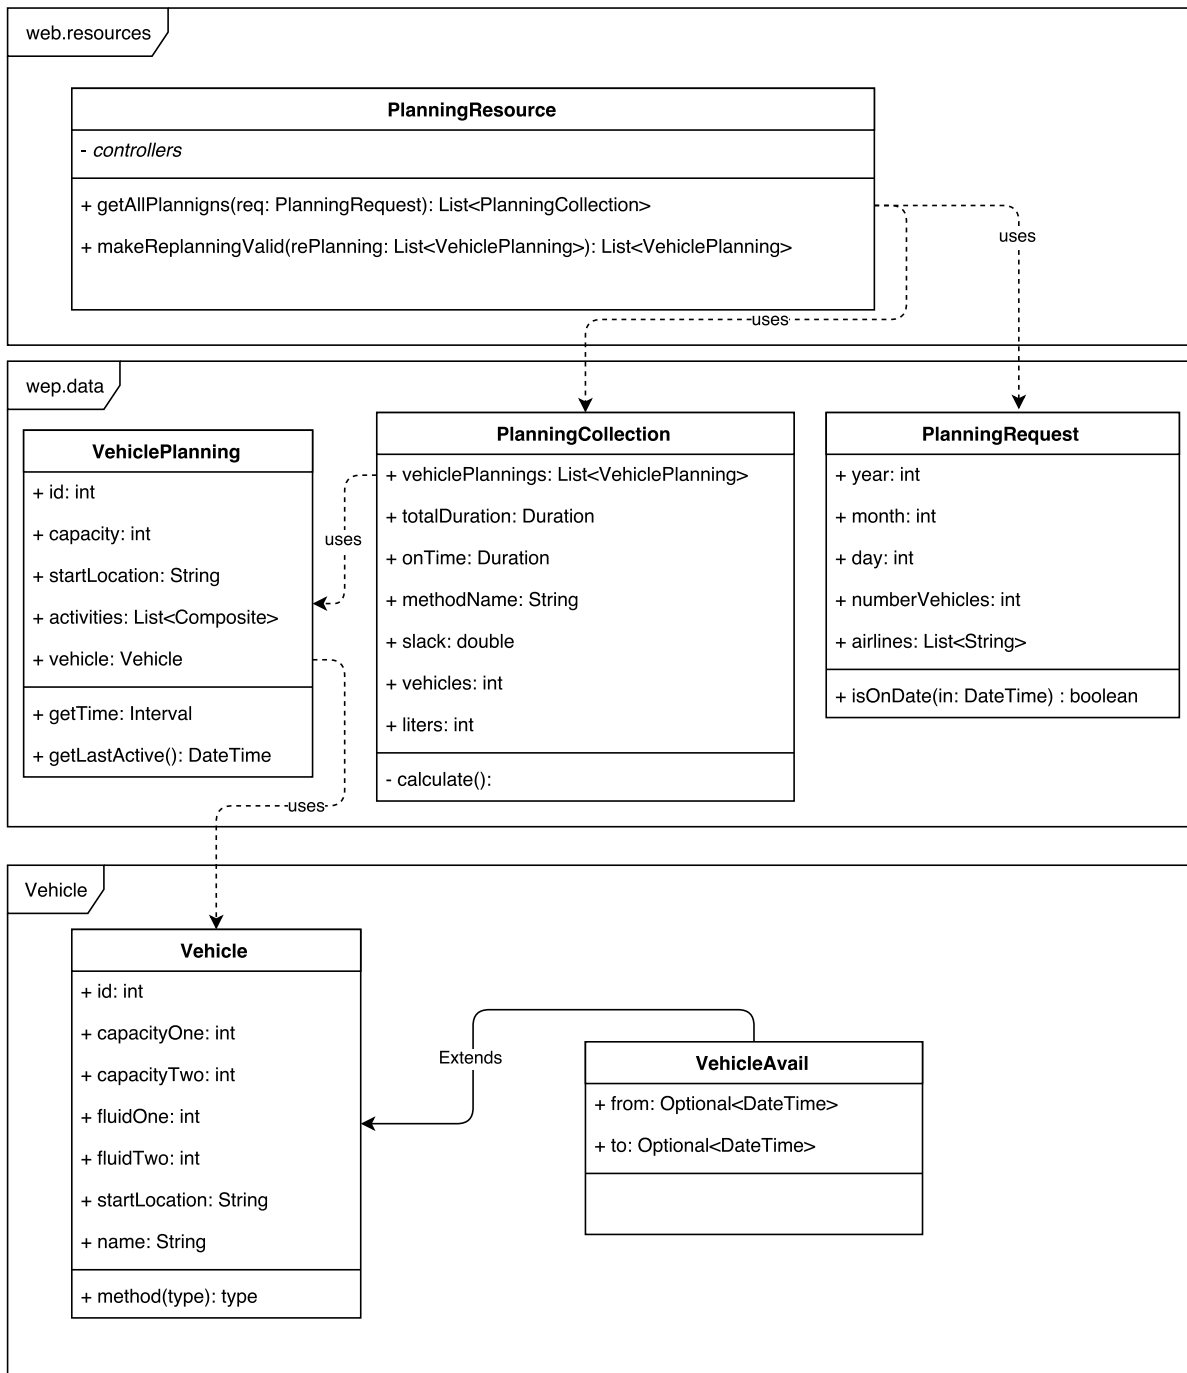 web.resources
PlanningResource
- controllers
+ getAllPlannigns(req: PlanningRequest): List<PlanningCollection>
+ makeReplanningValid(rePlanning: List<VehiclePlanning>): List<VehiclePlanning>
uses
uses
wep.data
VehiclePlanning
+ id: int
+ capacity: int
+ startLocation: String
+ activities: List<Composite>
+ vehicle: Vehicle
+ getTime: Interval
+ getLastActive(): DateTime
uses
PlanningCollection
+ vehiclePlannings: List<VehiclePlanning>
+ totalDuration: Duration
+ onTime: Duration
+ methodName: String
+ slack: double
+ vehicles: int
+ liters: int
- calculate():
PlanningRequest
+ year: int
+ month: int
+ day: int
+ numberVehicles: int
+ airlines: List<String>
+ isOnDate(in: DateTime) : boolean
uses
Vehicle
Vehicle
+ id: int
+ capacityOne: int
+ capacityTwo: int
+ fluidOne: int
+ fluidTwo: int
+ startLocation: String
+ name: String
+ method(type): type
Extends
VehicleAvail
+ from: Optional<DateTime>
+ to: Optional<DateTime>